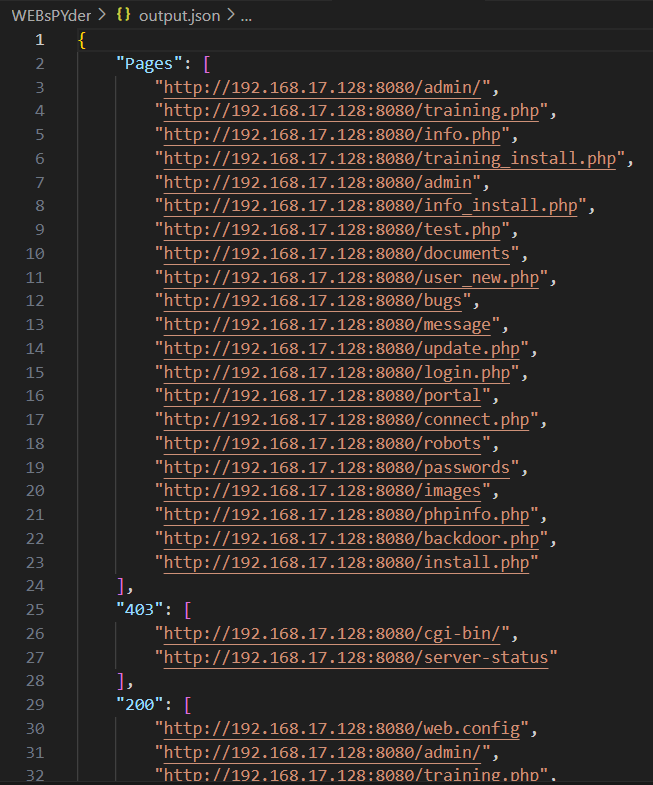 WEBsPYder > {} output.json > ...
1 {
2 "Pages": [
3 "http://192.168.17.128:8080/admin/",
4 "http://192.168.17.128:8080/training.php",
5 "http://192.168.17.128:8080/info.php",
6 "http://192.168.17.128:8080/training_install.php",
7 "http://192.168.17.128:8080/admin",
8 "http://192.168.17.128:8080/info_install.php",
9 "http://192.168.17.128:8080/test.php",
10 "http://192.168.17.128:8080/documents",
11 "http://192.168.17.128:8080/user_new.php",
12 "http://192.168.17.128:8080/bugs",
13 "http://192.168.17.128:8080/message",
14 "http://192.168.17.128:8080/update.php",
15 "http://192.168.17.128:8080/login.php",
16 "http://192.168.17.128:8080/portal",
17 "http://192.168.17.128:8080/connect.php",
18 "http://192.168.17.128:8080/robots",
19 "http://192.168.17.128:8080/passwords",
20 "http://192.168.17.128:8080/images",
21 "http://192.168.17.128:8080/phpinfo.php",
22 "http://192.168.17.128:8080/backdoor.php",
23 "http://192.168.17.128:8080/install.php"
24 ],
25 "403": [
26 "http://192.168.17.128:8080/cgi-bin/",
27 "http://192.168.17.128:8080/server-status"
28 ],
29 "200": [
30 "http://192.168.17.128:8080/web.config",
31 "http://192.168.17.128:8080/admin/",
32 "http://192.168.17.128:8080/training.php",